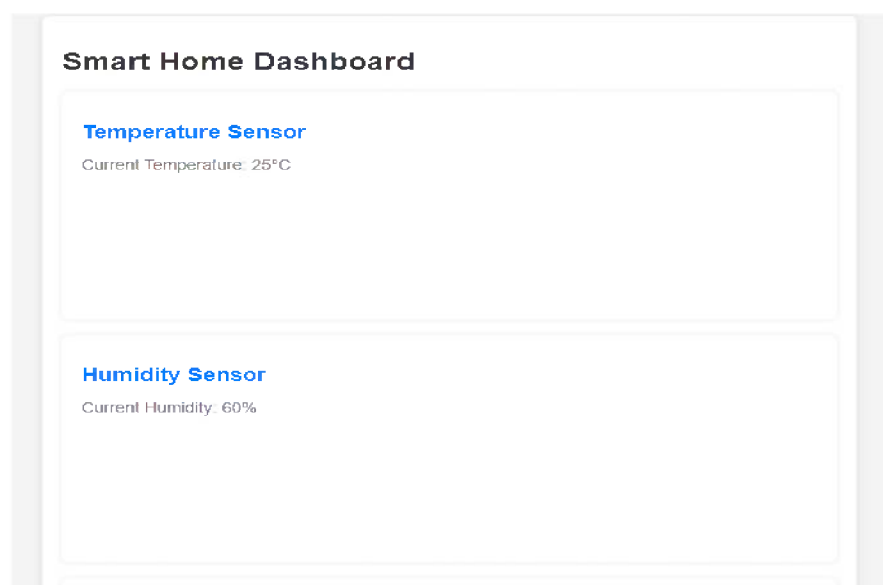 Smart Home Dashboard
Temperature Sensor
Current Temperature: 25°C
Humidity Sensor
Current Humidity: 60%